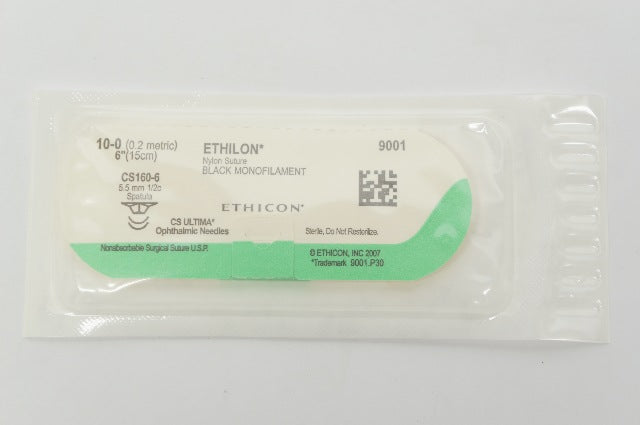 10-0 (0.2 metric)
6"(15cm)
CS160-6
5.5 mm 1/2c
Spatula
CS ULTIMA*
Ophthalmic Needles
Nonabsorbable Surgical Suture U.S.P.
ETHILON*
Nylon Suture
BLACK MONOFILAMENT
ETHICON*
9001
Sterile, Do Not Resterilize.
© ETHICON, INC 2007
*Trademark 9001.P30